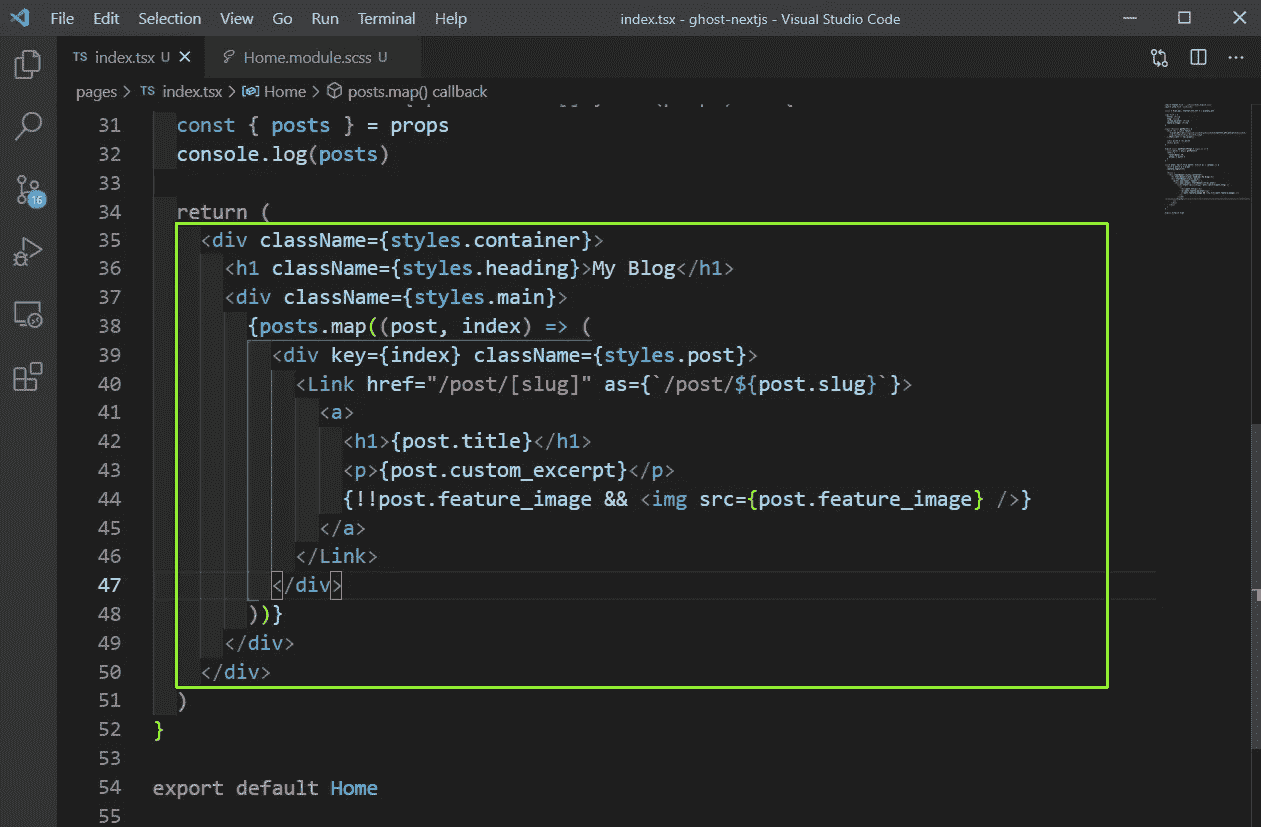 File Edit Selection View Go Run Terminal Help index.tsx - ghost-nextjs - Visual Studio Code
TS index.tsx U Home.module.scss U
pages > TS index.tsx > Home > posts.map() callback
31 const { posts } = props
32 console.log(posts)
33
34 return (
35 <div className={styles.container}>
36 <h1 className={styles.heading}>My Blog</h1>
37 <div className={styles.main}>
38 {posts.map((post, index) => (
39 <div key={index} className={styles.post}>
40 <Link href="/post/[slug]" as={`/post/${post.slug}`}>
41 <a>
42 <h1>{post.title}</h1>
43 <p>{post.custom_excerpt}</p>
44 {!!post.feature_image && <img src={post.feature_image} />}
45 </a>
46 </Link>
47 </div>
48 ))}
49 </div>
50 </div>
51 )
52 }
53
54 export default Home
55
16